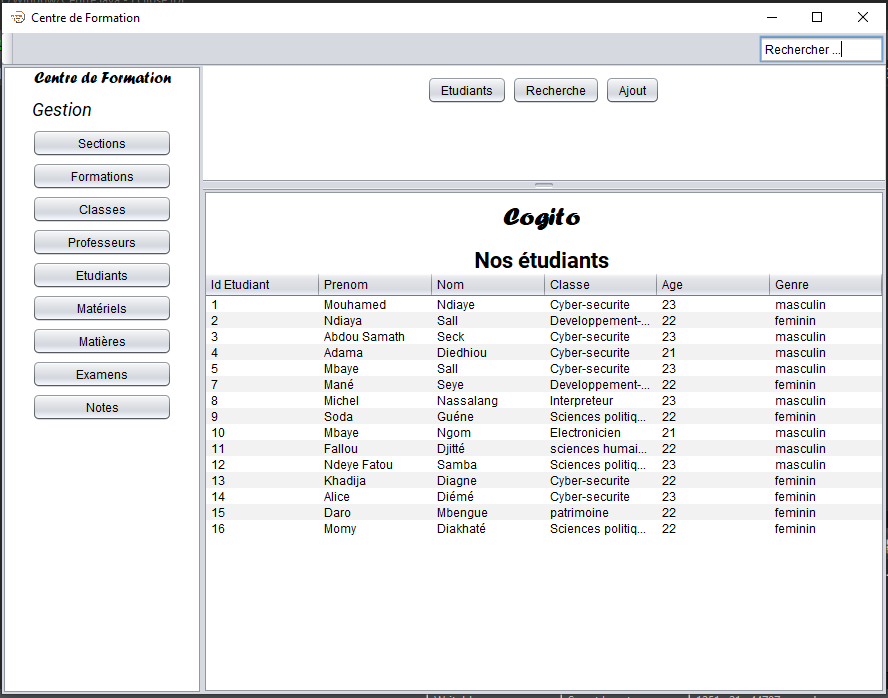 Centre de Formation
Rechercher ...
Centre de Formation
Gestion
Sections
Formations
Classes
Professeurs
Etudiants
Matériels
Matières
Examens
Notes
Etudiants Recherche Ajout
Cogito
Nos étudiants
Id Etudiant Prenom Nom Classe Age Genre
1 Mouhamed Ndiaye Cyber-securite 23 masculin
2 Ndiaya Sall Developpement-... 22 feminin
3 Abdou Samath Seck Cyber-securite 23 masculin
4 Adama Diedhiou Cyber-securite 21 masculin
5 Mbaye Sall Cyber-securite 23 masculin
7 Mané Seye Developpement-... 22 feminin
8 Michel Nassalang Interpreteur 23 masculin
9 Soda Guéne Sciences politiq... 22 feminin
10 Mbaye Ngom Electronicien 21 masculin
11 Fallou Djitté sciences humai... 22 masculin
12 Ndeye Fatou Samba Sciences politiq... 23 masculin
13 Khadija Diagne Cyber-securite 22 feminin
14 Alice Diémé Cyber-securite 23 feminin
15 Daro Mbengue patrimoine 22 feminin
16 Momy Diakhaté Sciences politiq... 22 feminin